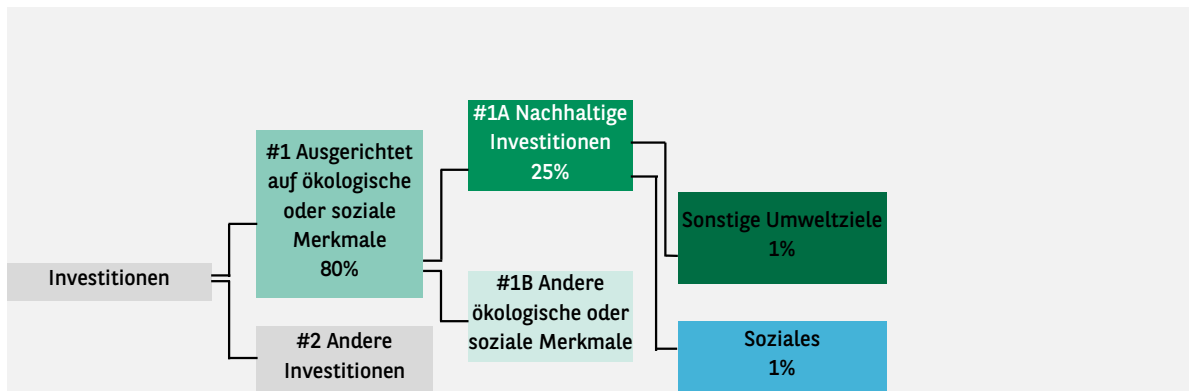 Investitionen
#1 Ausgerichtet
auf ökologische
oder soziale
Merkmale
80%
#2 Andere
Investitionen
#1A Nachhaltige
Investitionen
25%
#1B Andere
ökologische oder
soziale Merkmale
Sonstige Umweltziele
1%
Soziales
1%